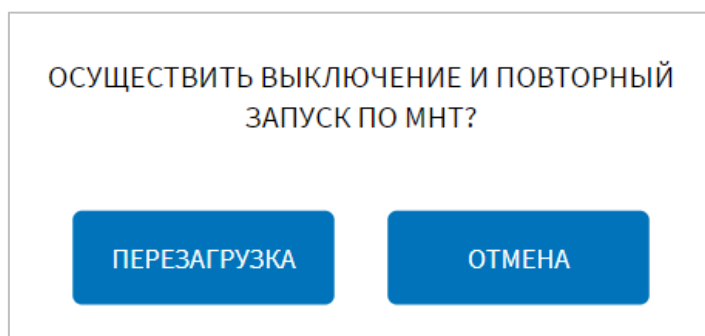 ОСУЩЕСТВИТЬ ВЫКЛЮЧЕНИЕ И ПОВТОРНЫЙ
ЗАПУСК ПО МНТ?
ПЕРЕЗАГРУЗКА
ОТМЕНА